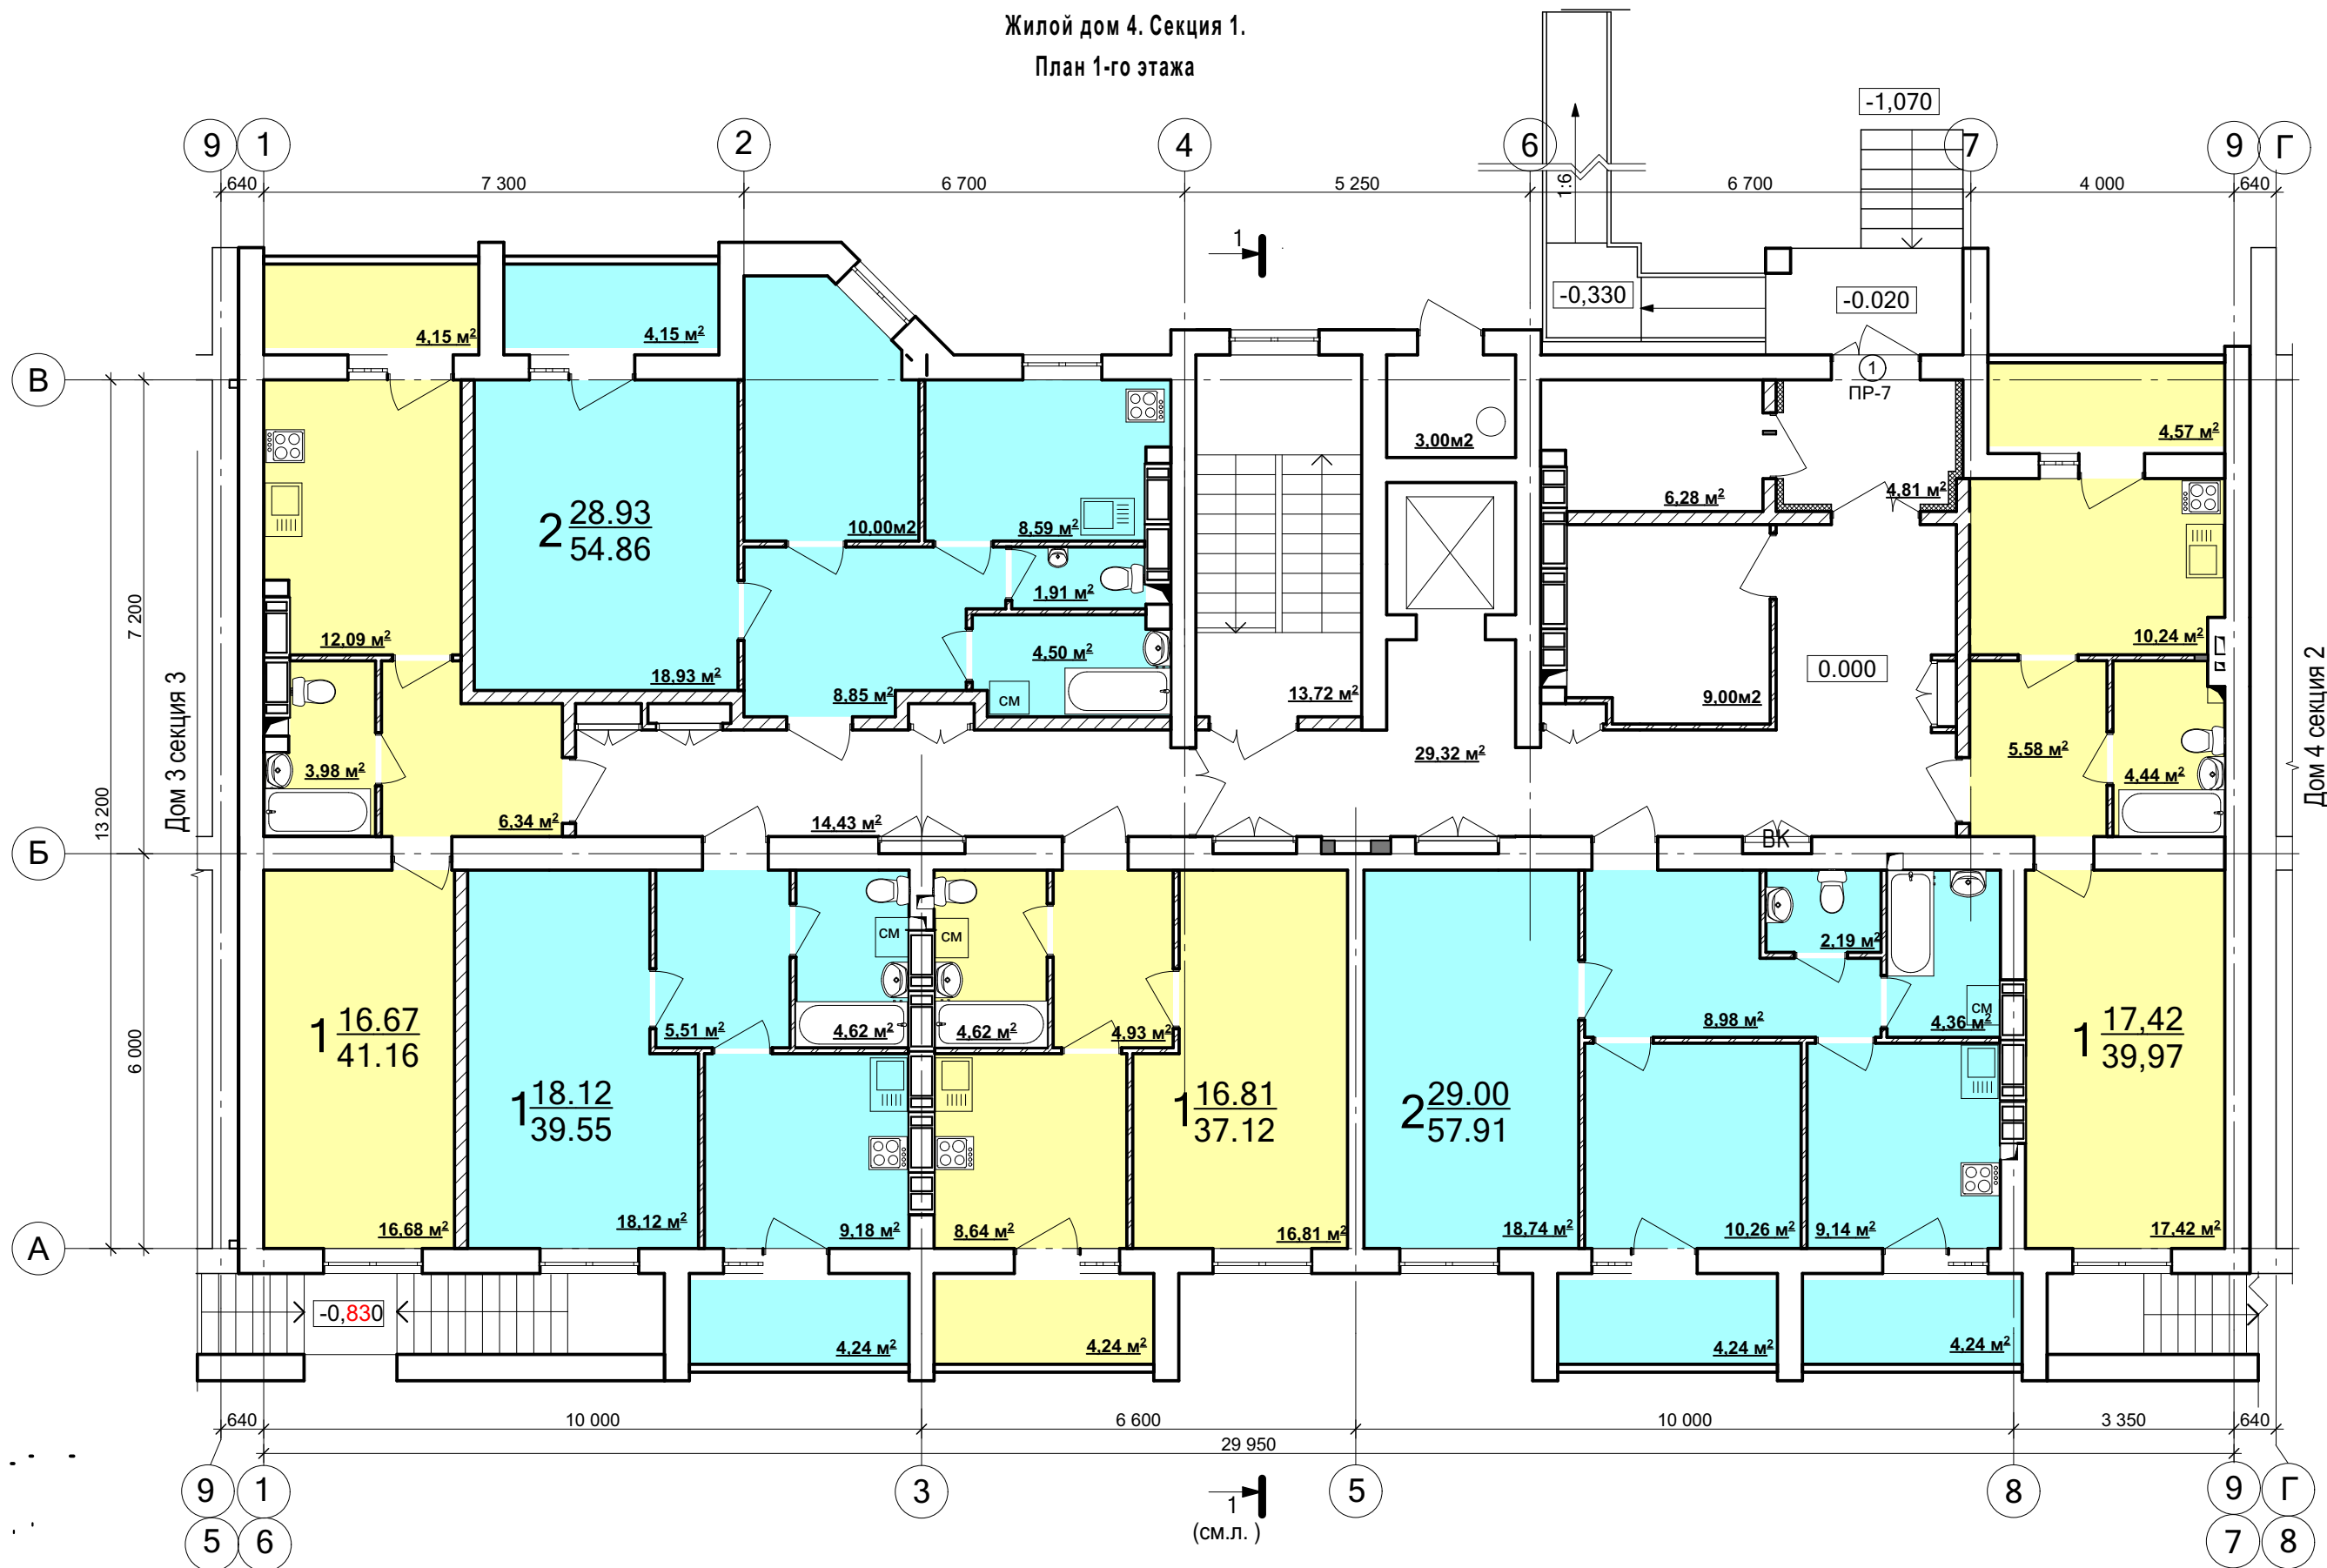 Жилой дом 4. Секция 1.
План 1-го этажа
-1,070
9 1 2 4 6 7 9 Г
640 7 300 6 700 5 250 6 700 4 000 640
1:6
1
-0,330
-0.020
4,15 м²
4,15 м²
В
1
ПР-7
4,57 м²
3,00м2
6,28 м²
4,81 м²
2 28.93
54.86
10,00м2
8,59 м²
1,91 м²
12,09 м²
10,24 м²
7 200
4,50 м²
18,93 м²
8,85 м²
СМ
13,72 м²
9,00м2
0.000
Дом 3 секция 3
Дом 4 секция 2
13 200
3,98 м²
29,32 м²
5,58 м²
4,44 м²
6,34 м²
14,43 м²
ВК
Б
СМ
СМ
2,19 м²
СМ
5,51 м²
4,62 м²
4,62 м²
4,93 м²
8,98 м²
4,36 м²
6 000
1 16.67
41.16
1 18.12
39.55
1 16.81
37.12
2 29.00
57.91
1 17,42
39,97
16,68 м²
18,12 м²
9,18 м²
8,64 м²
16,81 м²
18,74 м²
10,26 м²
9,14 м²
17,42 м²
А
-0,830
4,24 м²
4,24 м²
4,24 м²
4,24 м²
640 10 000 6 600 10 000 3 350 640
29 950
9 1 3 5 8 9 Г
1
(см.л. )
5 6 7 8